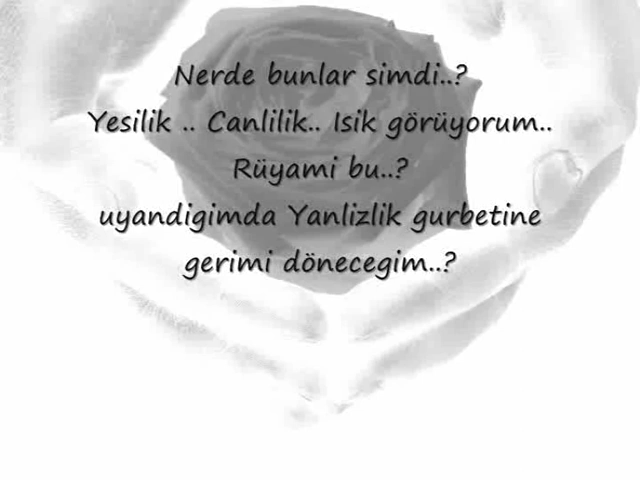 Nerde bunlar simdi..?
Yesilik .. Canlilik.. Isik görüyorum..
Rüyami bu..?
uyandigimda Yanlizlik gurbetine
gerimi dönecegim..?